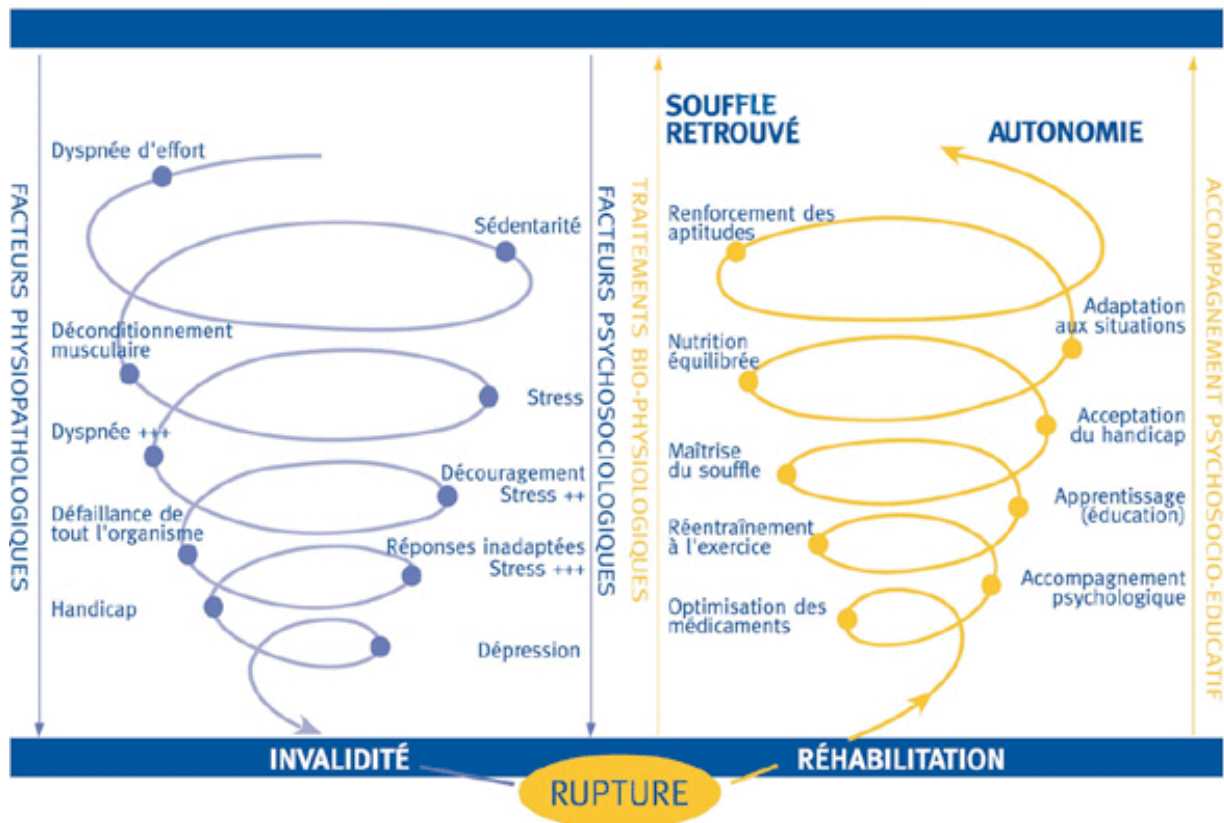 FACTEURS PHYSIOPATHOLOGIQUES
Dyspnée d'effort
Déconditionnement
musculaire
Dyspnée +++
Défaillance de
tout l'organisme
Handicap
Sédentarité
Stress
Découragement
Stress ++
Réponses inadaptées
Stress +++
Dépression
FACTEURS PSYCHOSOCIOLOGIQUES
TRAITEMENTS BIO-PHYSIOLOGIQUES
SOUFFLE
RETROUVÉ
Renforcement des
aptitudes
Nutrition
équilibrée
Maîtrise
du souffle
Réentraînement
à l'exercice
Optimisation des
médicaments
AUTONOMIE
Adaptation
aux situations
Acceptation
du handicap
Apprentissage
(éducation)
Accompagnement
psychologique
ACCOMPAGNEMENT PSYCHOSOCIO-EDUCATIF
INVALIDITÉ
RUPTURE
RÉHABILITATION